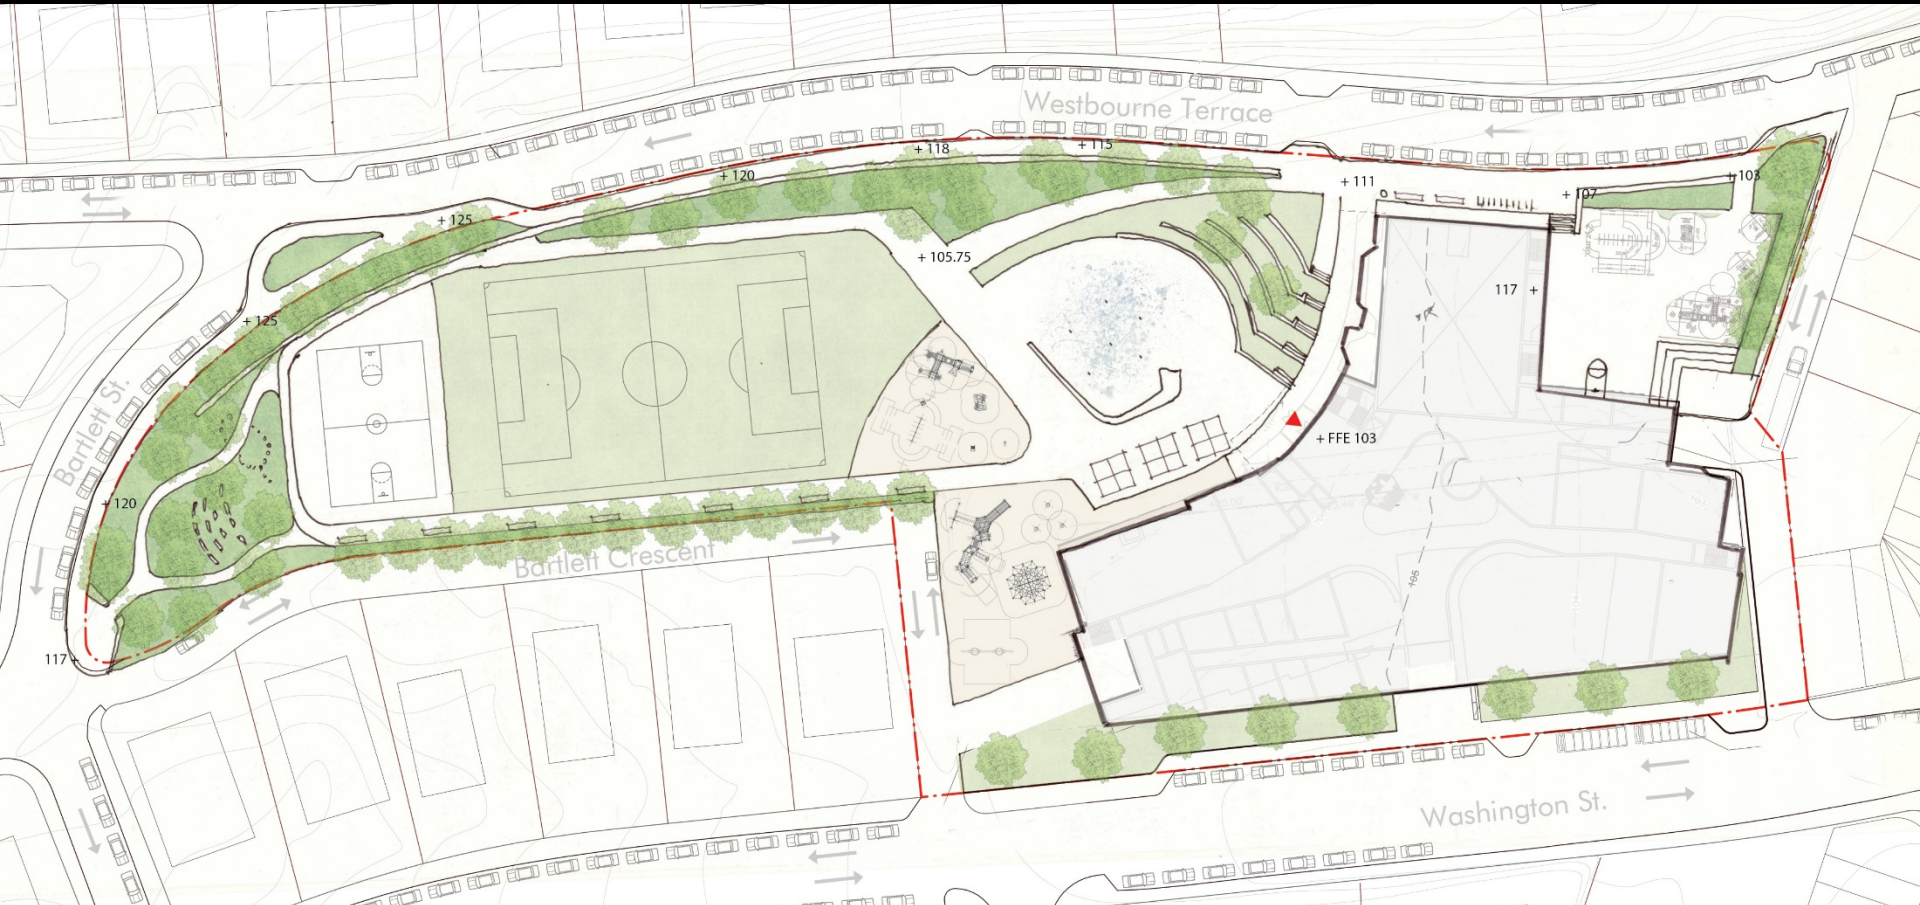 Westbourne Terrace
+ 118
+ 115
+ 120
+ 111
+ 107
+ 103
+ 125
+ 105.75
117 +
+ 125
Bartlett St.
+ FFE 103
+ 120
Bartlett Crescent
105
117 +
Washington St.